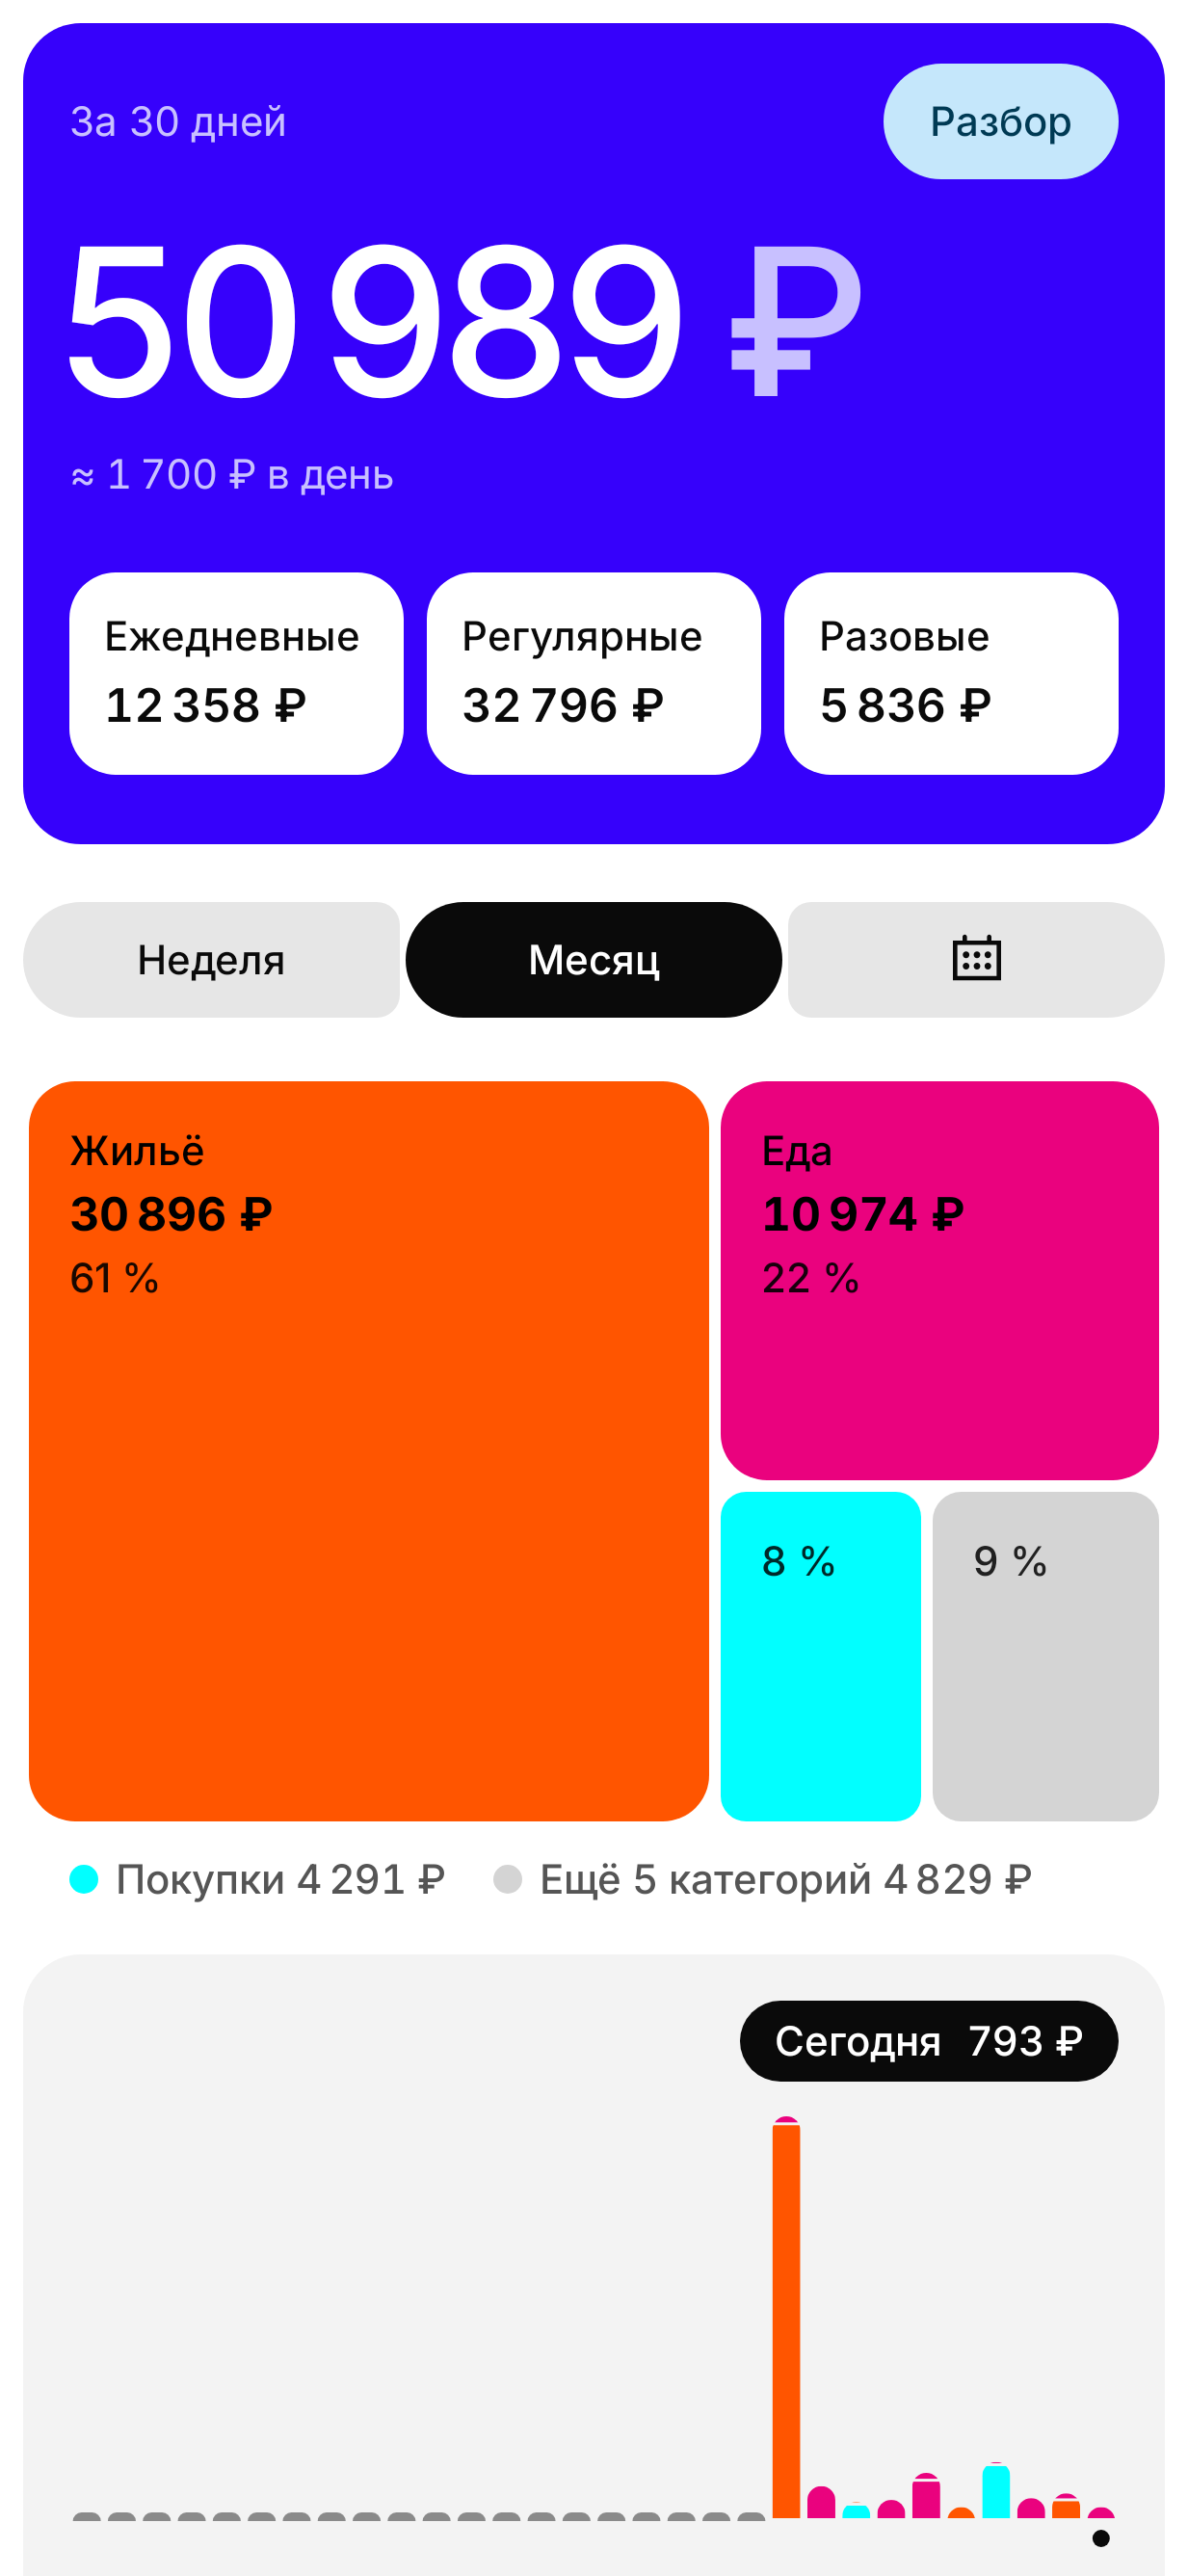 За 30 дней
Разбор
50 989 ₽
≈ 1 700 ₽ в день
Ежедневные
12 358 ₽
Регулярные
32 796 ₽
Разовые
5 836 ₽
Неделя
Месяц
Жильё
30 896 ₽
61 %
Еда
10 974 ₽
22 %
8 %
9 %
Покупки 4 291 ₽
Ещё 5 категорий 4 829 ₽
Сегодня 793 ₽